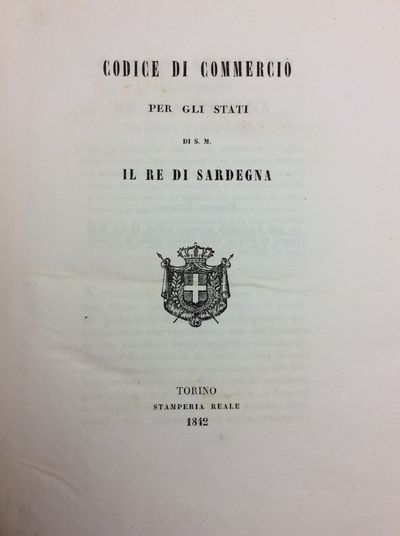 CODICE DI COMMERCIO
PER GLI STATI
DI S. M.
IL RE DI SARDEGNA
TORINO
STAMPERIA REALE
1842